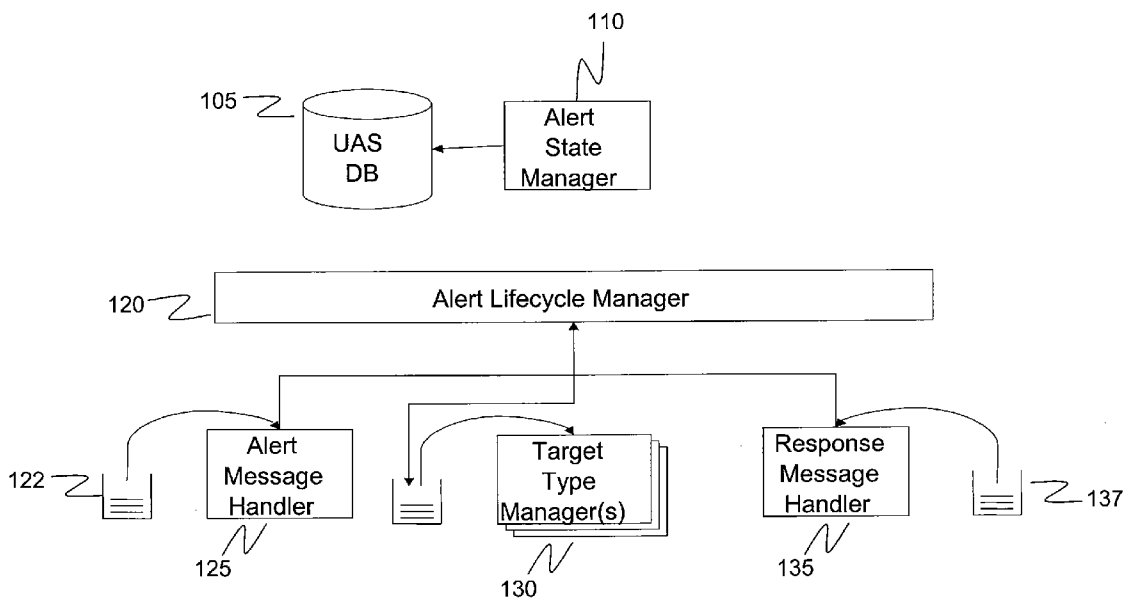 110
105
UAS
DB
Alert
State
Manager
120
Alert Lifecycle Manager
122
Alert
Message
Handler
Target
Type
Manager(s)
Response
Message
Handler
137
125
130
135